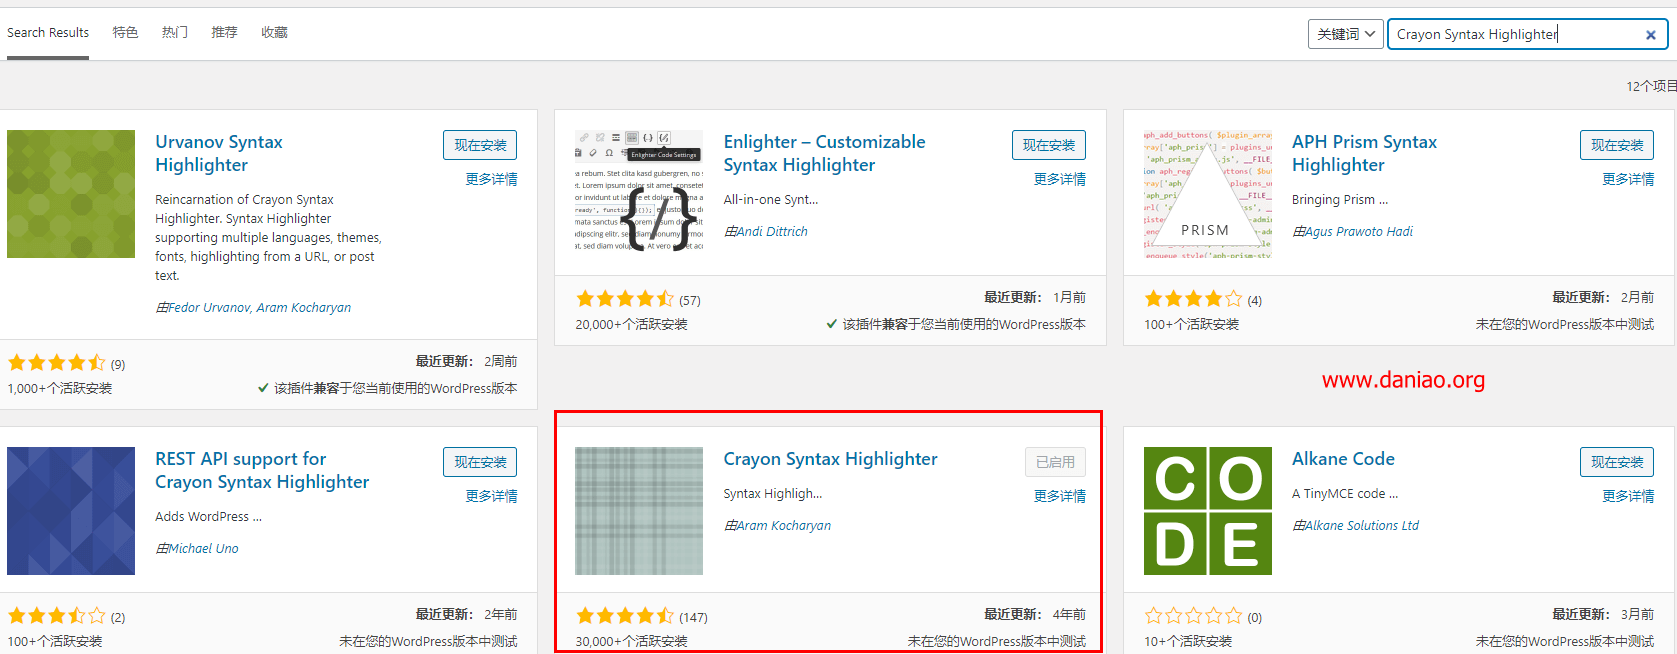 Search Results 特色 热门 推荐 收藏 关键词 Crayon Syntax Highlighter ×
12个项目
Urvanov Syntax
Highlighter
现在安装
更多详情
Reincarnation of Crayon Syntax
Highlighter. Syntax Highlighter
supporting multiple languages, themes,
fonts, highlighting from a URL, or post
text.
由Fedor Urvanov, Aram Kocharyan
(9)
最近更新： 2周前
1,000+个活跃安装
该插件兼容于您当前使用的WordPress版本
Enlighter Code Settings
{/}
Enlighter – Customizable
Syntax Highlighter
现在安装
更多详情
All-in-one Synt...
由Andi Dittrich
(57)
最近更新： 1月前
20,000+个活跃安装
该插件兼容于您当前使用的WordPress版本
PRISM
APH Prism Syntax
Highlighter
现在安装
更多详情
Bringing Prism ...
由Agus Prawoto Hadi
(4)
最近更新： 2月前
100+个活跃安装
未在您的WordPress版本中测试
www.daniao.org
REST API support for
Crayon Syntax Highlighter
现在安装
更多详情
Adds WordPress ...
由Michael Uno
(2)
最近更新： 2年前
100+个活跃安装
未在您的WordPress版本中测试
Crayon Syntax Highlighter
已启用
更多详情
Syntax Highligh...
由Aram Kocharyan
(147)
最近更新： 4年前
30,000+个活跃安装
未在您的WordPress版本中测试
CO
DE
Alkane Code
现在安装
更多详情
A TinyMCE code ...
由Alkane Solutions Ltd
(0)
最近更新： 3月前
10+个活跃安装
未在您的WordPress版本中测试